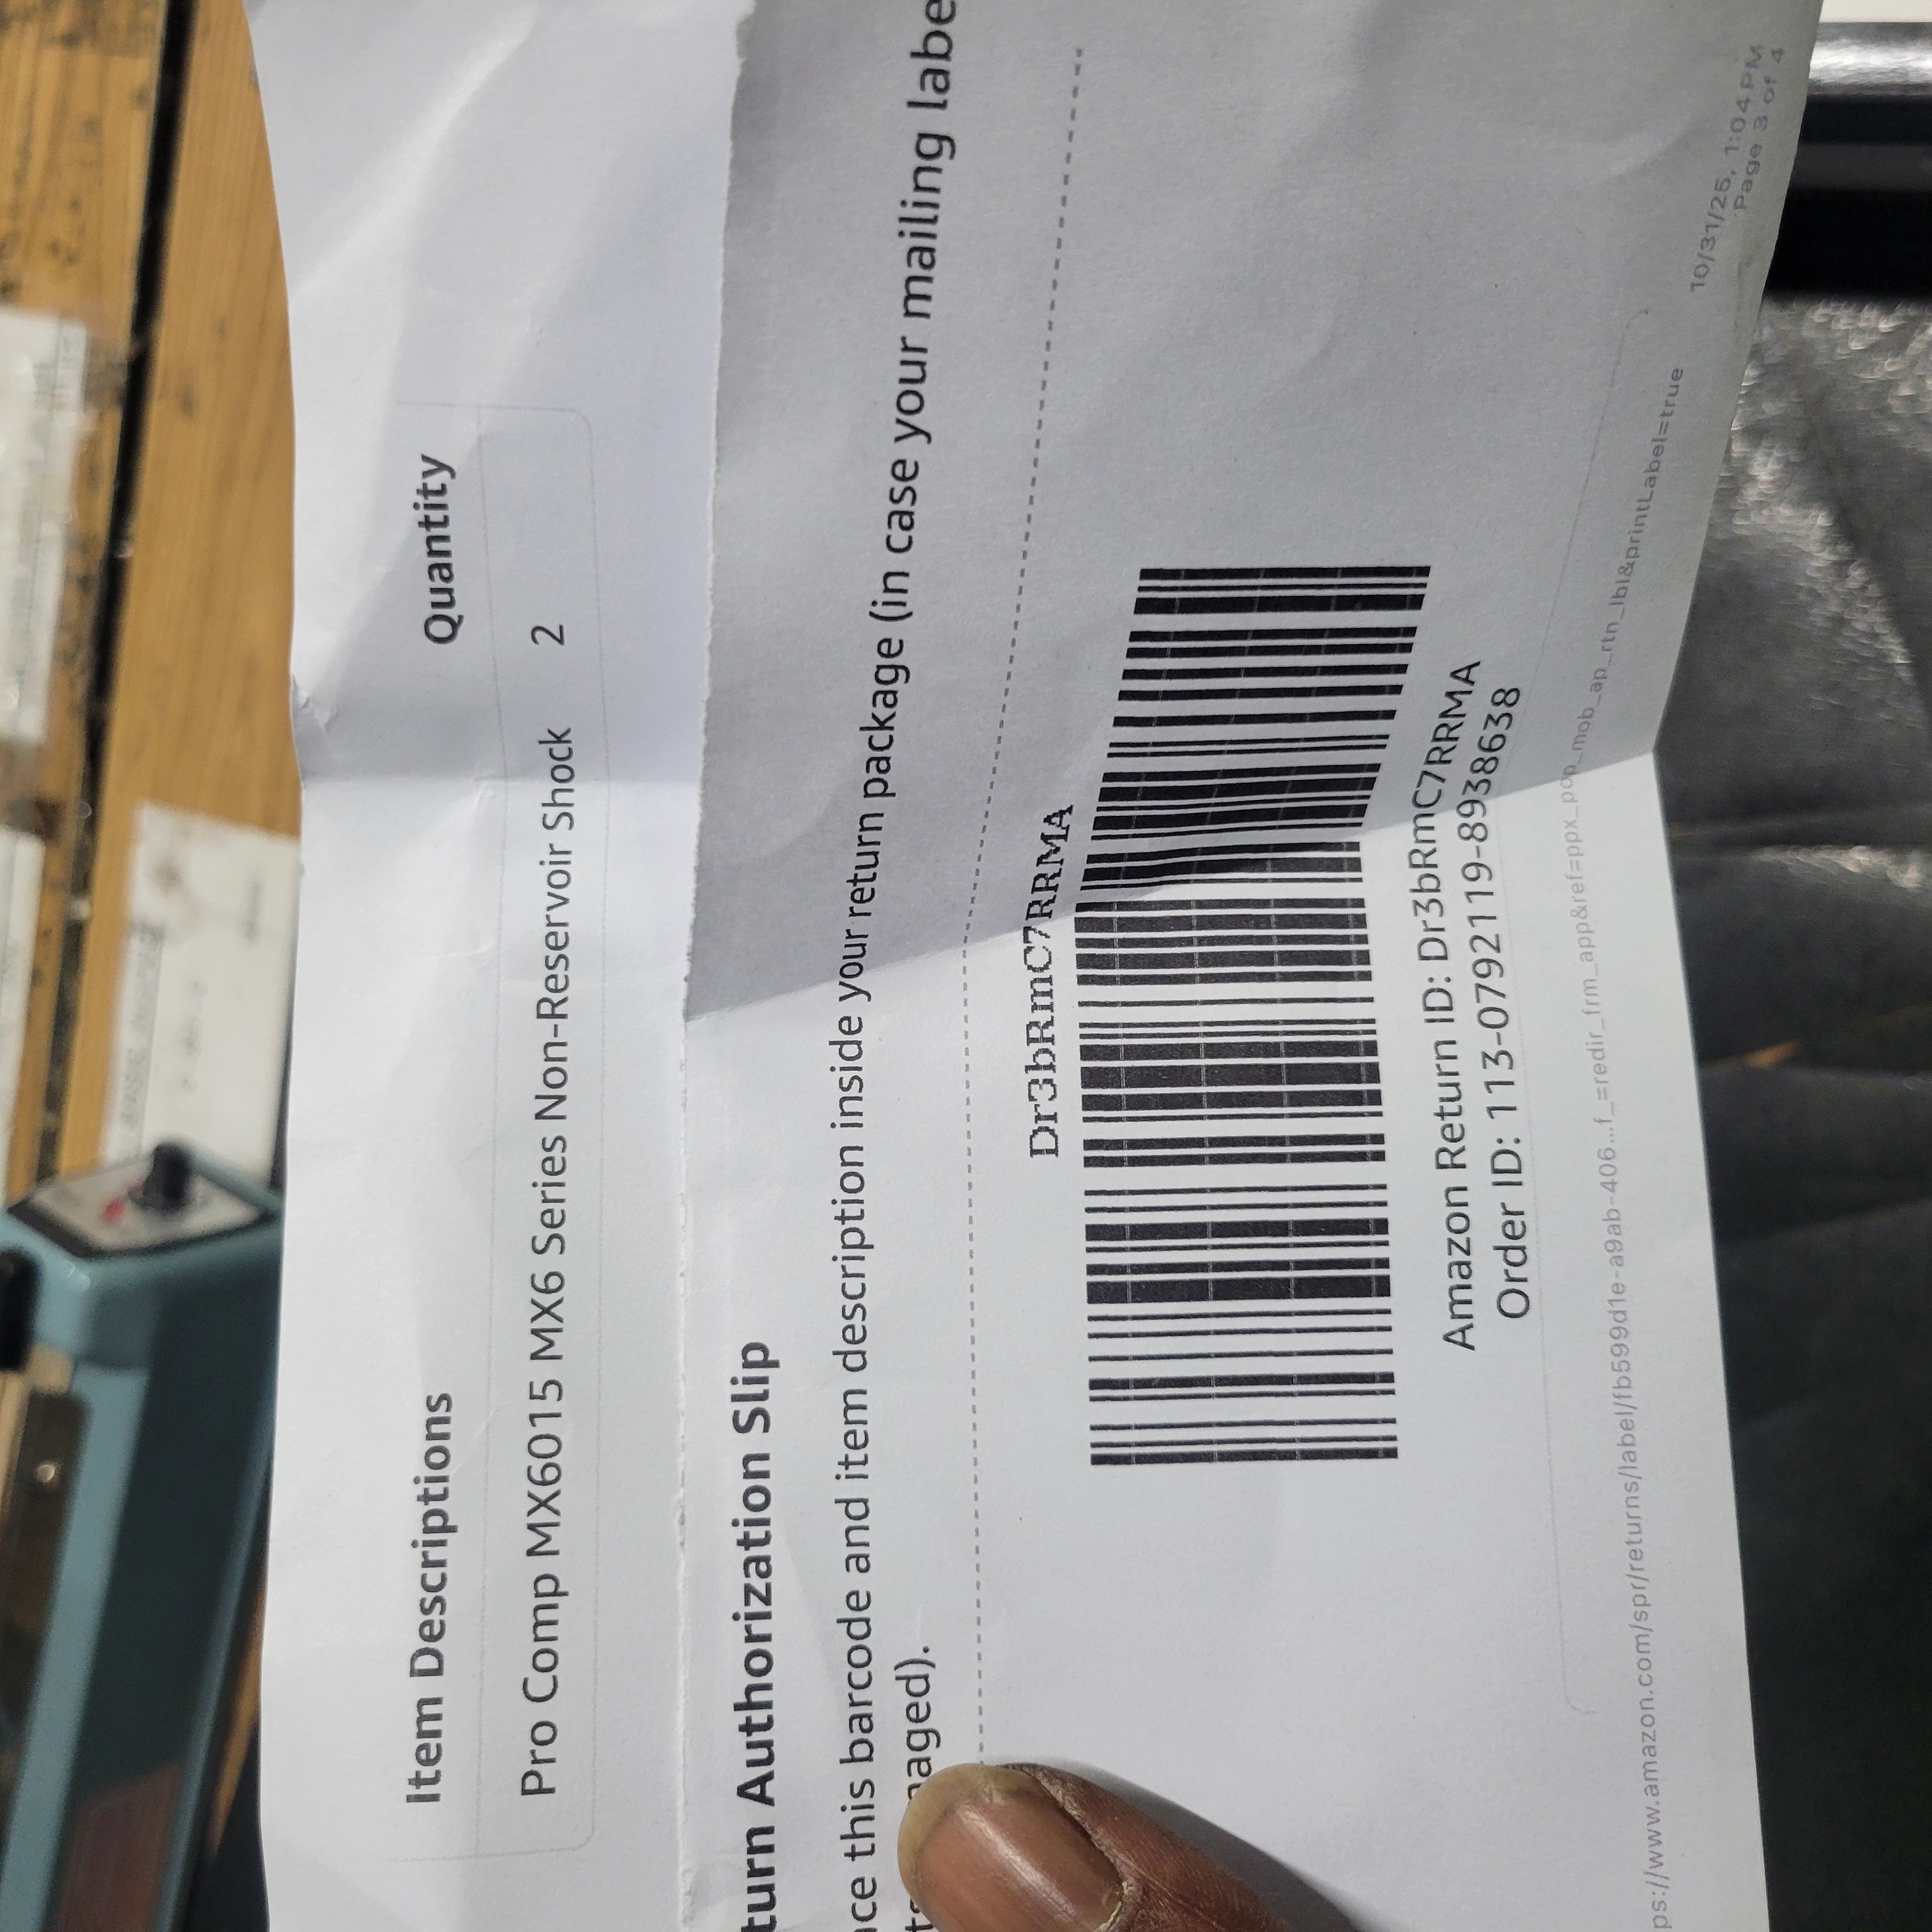 Item Descriptions Quantity
Pro Comp MX6015 MX6 Series Non-Reservoir Shock 2
turn Authorization Slip
ce this barcode and item description inside your return package (in case your mailing labe
aged).
Dr3bRmC7RRMA
Amazon Return ID: Dr3bRmC7RRMA
Order ID: 113-0792119-8938638
ps://www.amazon.com/spr/returns/label/fb599d1e-a9ab-406...f_=redir_frm_app&ref=ppx_pop_mob_ap_rtn_lbl&printLabel=true
10/31/25, 1:04 PM
Page 3 of 4